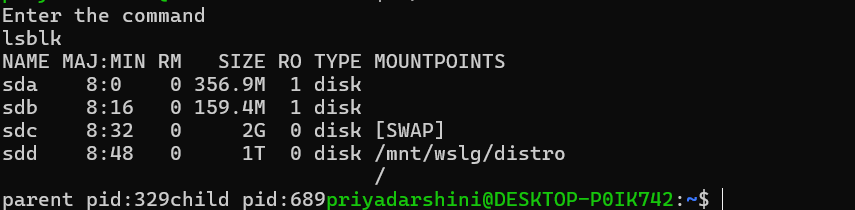 Enter the command
lsblk
NAME MAJ:MIN RM   SIZE RO TYPE MOUNTPOINTS
sda    8:0    0 356.9M  1 disk
sdb    8:16   0 159.4M  1 disk
sdc    8:32   0     2G  0 disk [SWAP]
sdd    8:48   0     1T  0 disk /mnt/wslg/distro
                               /
parent pid:329child pid:689priyadarshini@DESKTOP-P0IK742:~$